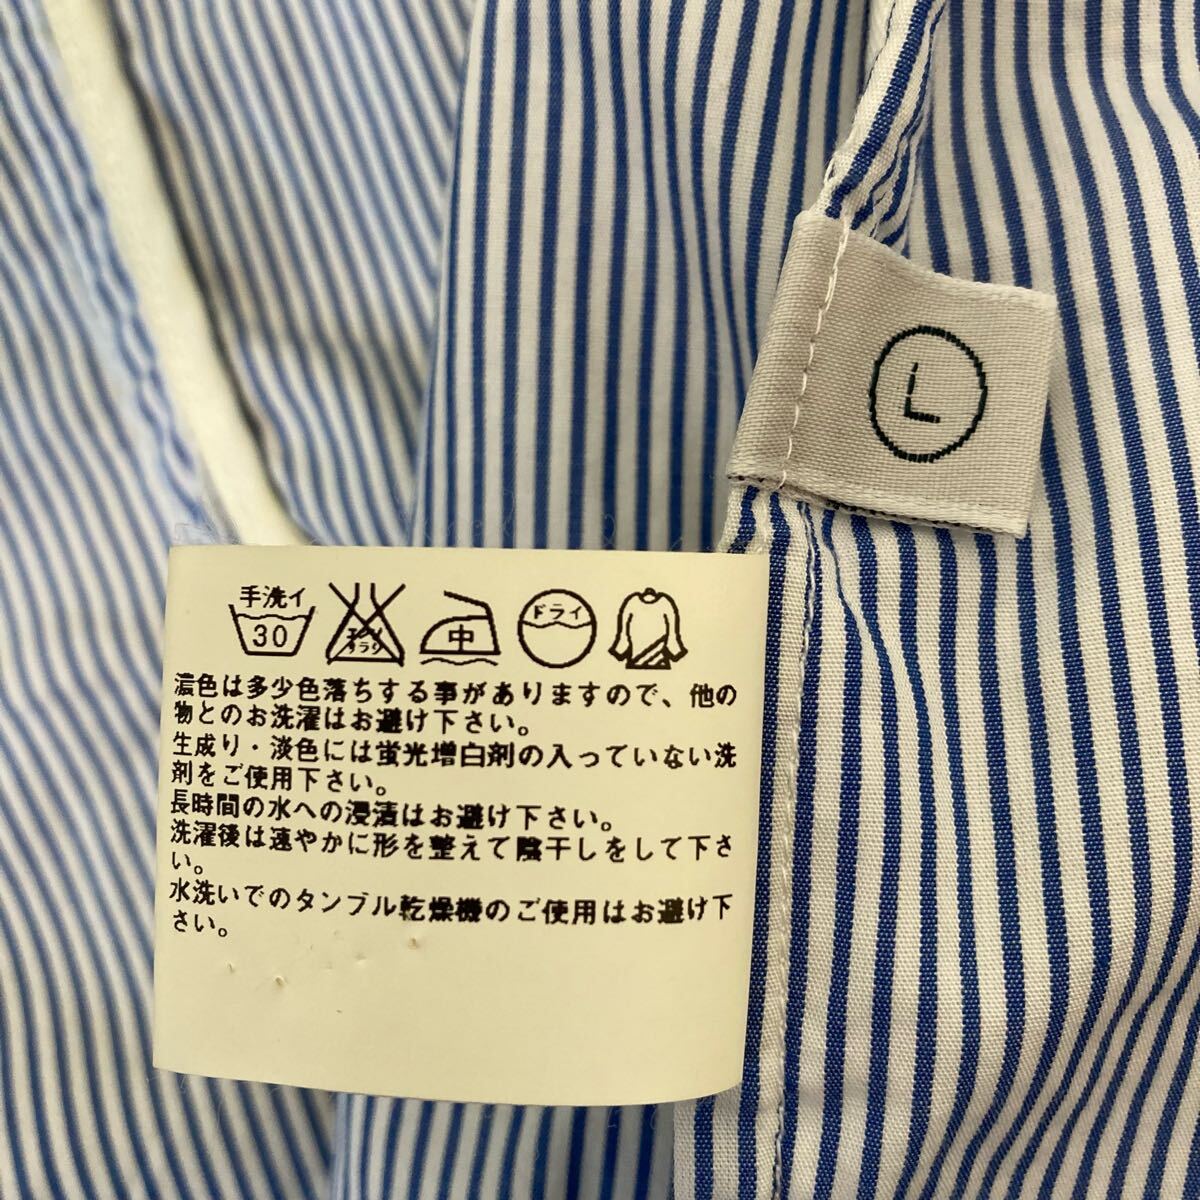 L
手洗イ
30
エンソ
サラシ
中
ドライ
濃色は多少色落ちする事がありますので、他の
物とのお洗濯はお避け下さい。
生成り・淡色には蛍光増白剤の入っていない洗
剤をご使用下さい。
長時間の水への浸漬はお避け下さい。
洗濯後は速やかに形を整えて陰干しをして下さ
い。
水洗いでのタンブル乾燥機のご使用はお避け下
さい。